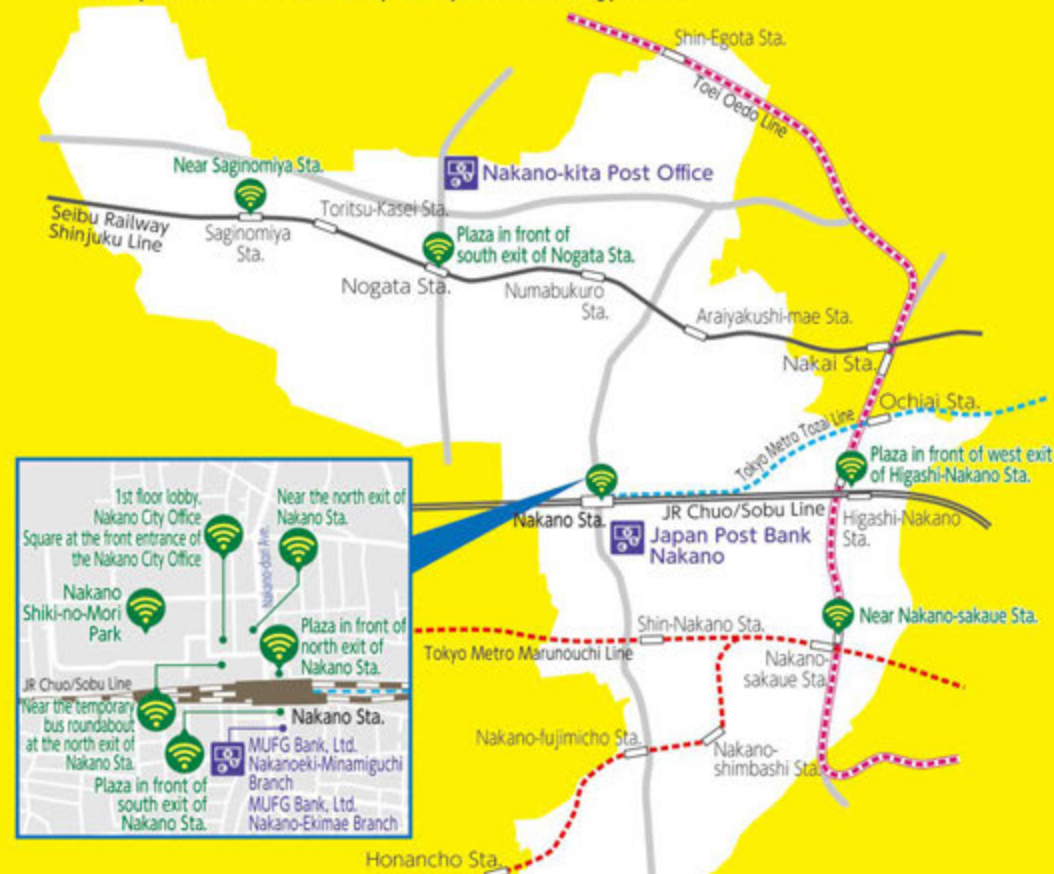 Shin-Egota Sta.
Toei Oedo Line
Near Saginomiya Sta.
Nakano-kita Post Office
Seibu Railway
Shinjuku Line
Saginomiya
Sta.
Toritsu-Kasei Sta.
Plaza in front of
south exit of Nogata Sta.
Nogata Sta.
Numabukuro
Sta.
Araiyakushi-mae Sta.
Nakai Sta.
Ochiai Sta.
Tokyo Metro Tozai Line
Plaza in front of west exit
of Higashi-Nakano Sta.
Nakano Sta.
JR Chuo/Sobu Line
Higashi-Nakano
Sta.
Japan Post Bank
Nakano
1st floor lobby,
Nakano City Office
Square at the front entrance of
the Nakano City Office
Near the north exit of
Nakano Sta.
Nakano-dori Ave.
Nakano
Shiki-no-Mori
Park
Plaza in front of
north exit of
Nakano Sta.
JR Chuo/Sobu Line
Near the temporary
bus roundabout
at the north exit of
Nakano Sta.
Nakano Sta.
Plaza in front of
south exit of
Nakano Sta.
MUFG Bank, Ltd.
Nakanoeki-Minamiguchi
Branch
MUFG Bank, Ltd.
Nakano-Ekimae Branch
Near Nakano-sakaue Sta.
Shin-Nakano Sta.
Tokyo Metro Marunouchi Line
Nakano-
sakaue Sta.
Nakano-fujimicho Sta.
Nakano-
shimbashi Sta.
Honancho Sta.